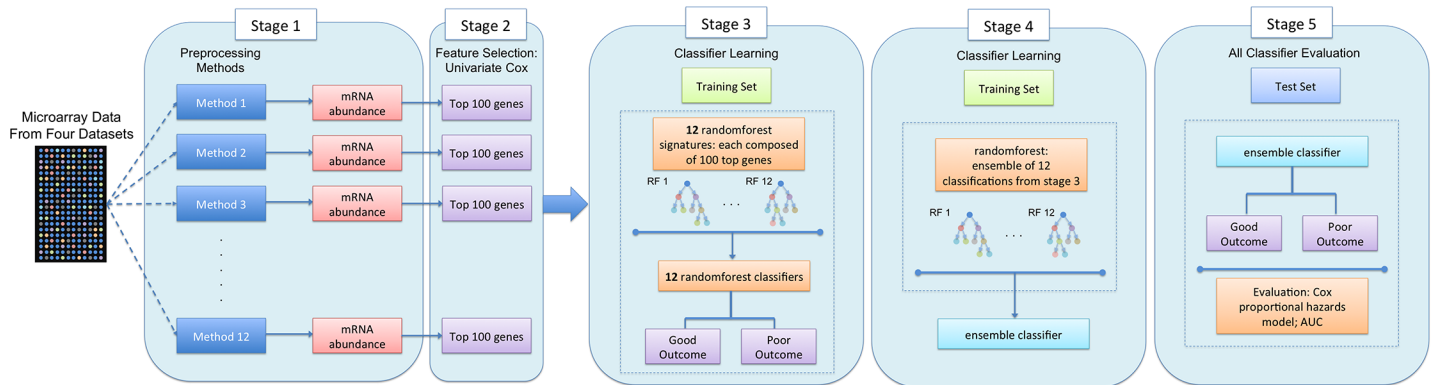 Microarray Data
From Four Datasets
Stage 1
Preprocessing
Methods
Method 1
mRNA
abundance
Method 2
mRNA
abundance
Method 3
mRNA
abundance
Method 12
mRNA
abundance
Stage 2
Feature Selection:
Univariate Cox
Top 100 genes
Top 100 genes
Top 100 genes
Top 100 genes
Stage 3
Classifier Learning
Training Set
12 randomforest
signatures: each composed
of 100 top genes
RF 1
. . .
RF 12
12 randomforest classifiers
Good
Outcome
Poor
Outcome
Stage 4
Classifier Learning
Training Set
randomforest:
ensemble of 12
classifications from stage 3
RF 1
. . .
RF 12
ensemble classifier
Stage 5
All Classifier Evaluation
Test Set
ensemble classifier
Good
Outcome
Poor
Outcome
Evaluation: Cox
proportional hazards
model; AUC